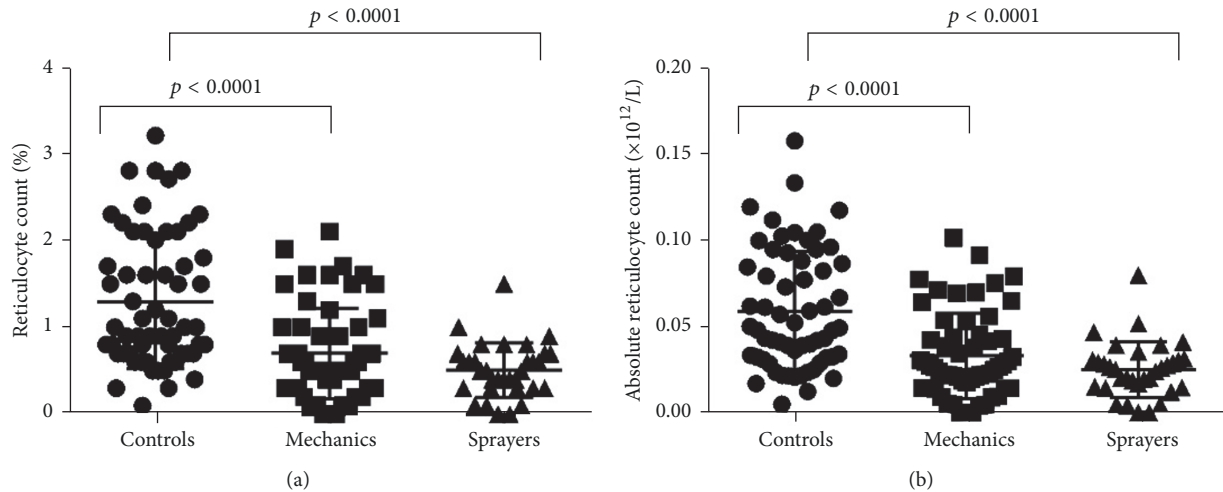 p < 0.0001
p < 0.0001
Reticulocyte count (%)
4
3
2
1
0
Controls
Mechanics
Sprayers
(a)
p < 0.0001
p < 0.0001
Absolute reticulocyte count (×10¹²/L)
0.20
0.15
0.10
0.05
0.00
Controls
Mechanics
Sprayers
(b)